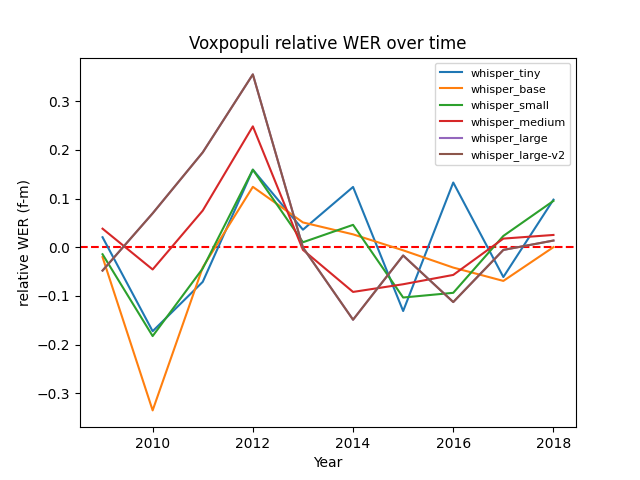 Voxpopuli relative WER over time
whisper_tiny
whisper_base
whisper_small
whisper_medium
whisper_large
whisper_large-v2
relative WER (f-m)
0.3
0.2
0.1
0.0
−0.1
−0.2
−0.3
2010 2012 2014 2016 2018
Year